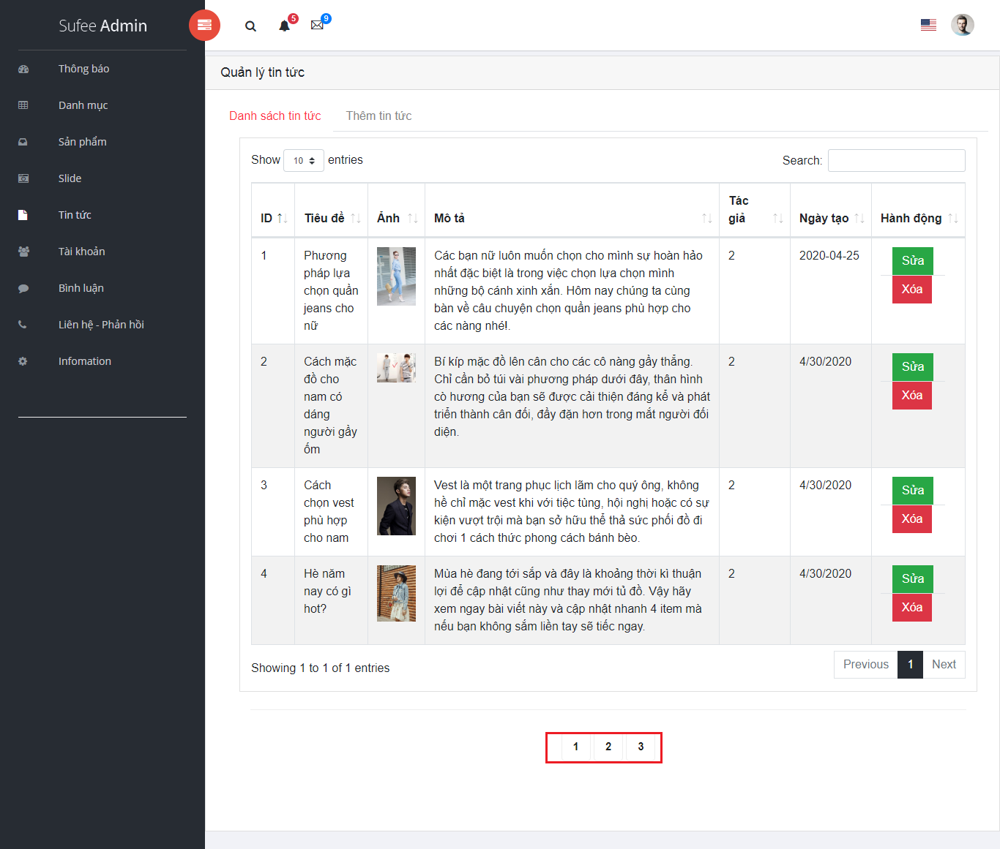 Sufee Admin
5
9
Thông báo
Danh mục
Sản phẩm
Slide
Tin tức
Tài khoản
Bình luận
Liên hệ - Phản hồi
Infomation
Quản lý tin tức
Danh sách tin tức
Thêm tin tức
Show 10 entries
Search:
ID
Tiêu đề
Ảnh
Mô tả
Tác
giả
Ngày tạo
Hành động
1
Phương
pháp lựa
chọn quần
jeans cho
nữ
Các bạn nữ luôn muốn chọn cho mình sự hoàn hảo
nhất đặc biệt là trong việc chọn lựa chọn mình
những bộ cánh xinh xắn. Hôm nay chúng ta cùng
bàn về câu chuyện chọn quần jeans phù hợp cho
các nàng nhé!.
2
2020-04-25
Sửa
Xóa
2
Cách mặc
đồ cho
nam có
dáng
người gầy
ốm
Bí kíp mặc đồ lên cân cho các cô nàng gầy thẳng.
Chỉ cần bỏ túi vài phương pháp dưới đây, thân hình
cò hương của bạn sẽ được cải thiện đáng kể và phát
triển thành cân đối, đầy đặn hơn trong mắt người đối
diện.
2
4/30/2020
Sửa
Xóa
3
Cách
chọn vest
phù hợp
cho nam
Vest là một trang phục lịch lãm cho quý ông, không
hề chỉ mặc vest khi với tiệc tùng, hội nghị hoặc có sự
kiện vượt trội mà bạn sở hữu thể thả sức phối đồ đi
chơi 1 cách thức phong cách bánh bèo.
2
4/30/2020
Sửa
Xóa
4
Hè năm
nay có gì
hot?
Mùa hè đang tới sắp và đây là khoảng thời kì thuận
lợi để cập nhật cũng như thay mới tủ đồ. Vậy hãy
xem ngay bài viết này và cập nhật nhanh 4 item mà
nếu bạn không sắm liền tay sẽ tiếc ngay.
2
4/30/2020
Sửa
Xóa
Showing 1 to 1 of 1 entries
Previous 1 Next
1 2 3